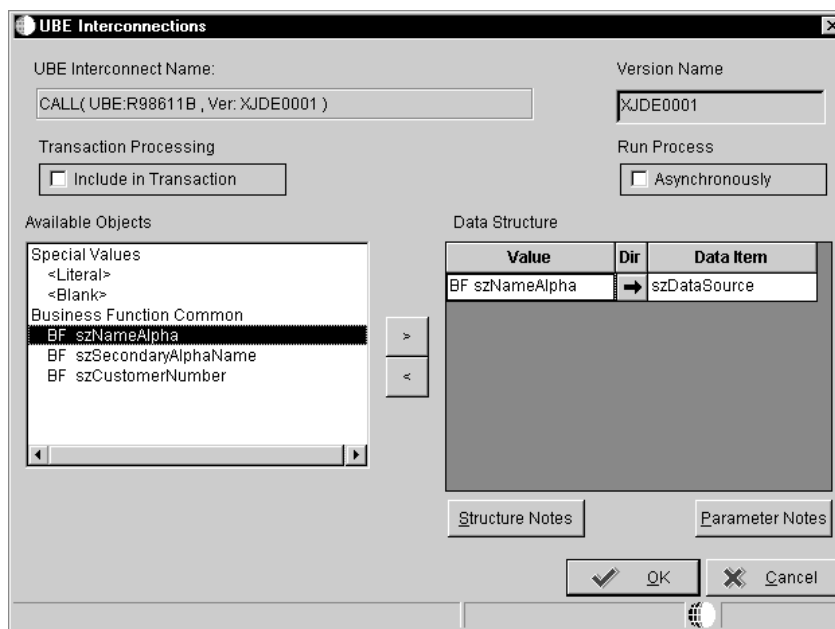 UBE Interconnections
UBE Interconnect Name:
Version Name
CALL( UBE:R98611B , Ver: XJDE0001 )
XJDE0001
Transaction Processing
Run Process
Include in Transaction
Asynchronously
Available Objects
Data Structure
Special Values
<Literal>
<Blank>
Business Function Common
BF szNameAlpha
BF szSecondaryAlphaName
BF szCustomerNumber
>
<
Value Dir Data Item
BF szNameAlpha szDataSource
Structure Notes
Parameter Notes
OK
Cancel